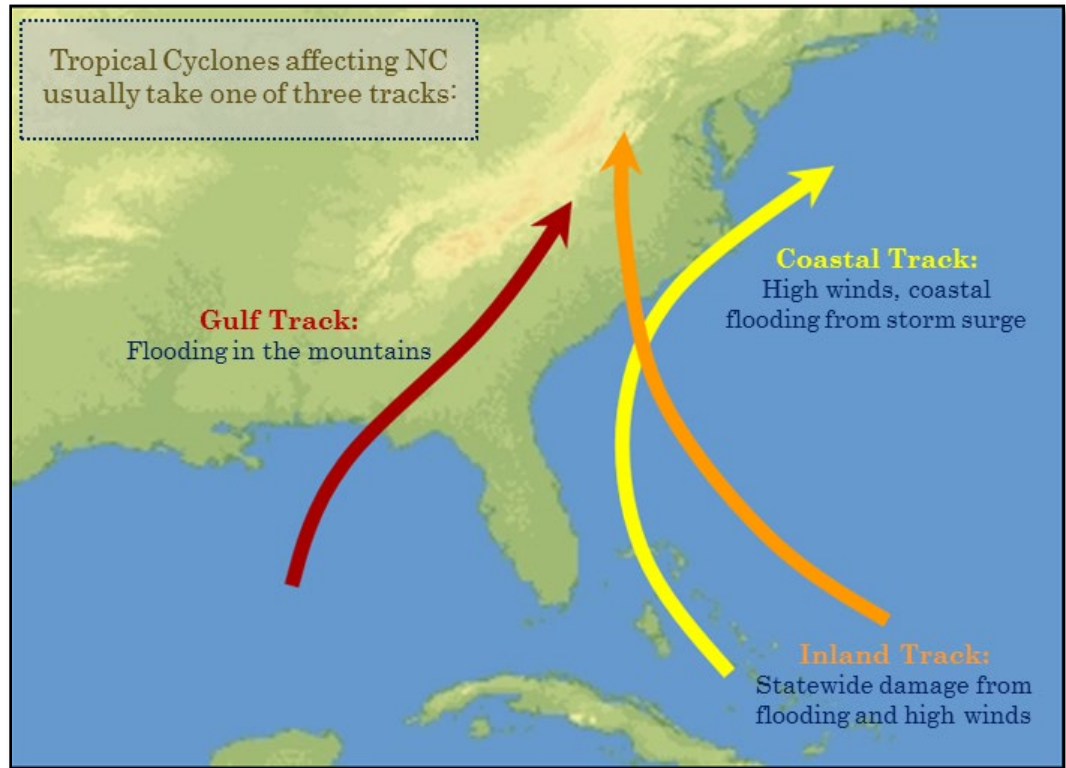 Tropical Cyclones affecting NC
usually take one of three tracks:
Coastal Track:
High winds, coastal
flooding from storm surge
Gulf Track:
Flooding in the mountains
Inland Track:
Statewide damage from
flooding and high winds